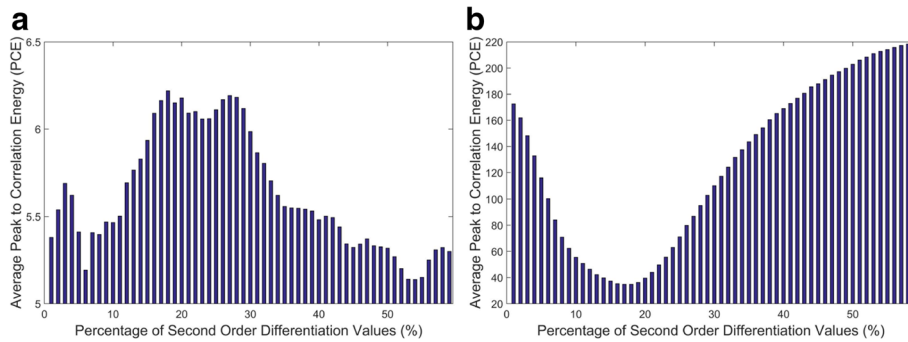 a
Average Peak to Correlation Energy (PCE)
6.5
6
5.5
5
0 10 20 30 40 50
Percentage of Second Order Differentiation Values (%)
b
Average Peak to Correlation Energy (PCE)
220
200
180
160
140
120
100
80
60
40
20
0 10 20 30 40 50
Percentage of Second Order Differentiation Values (%)